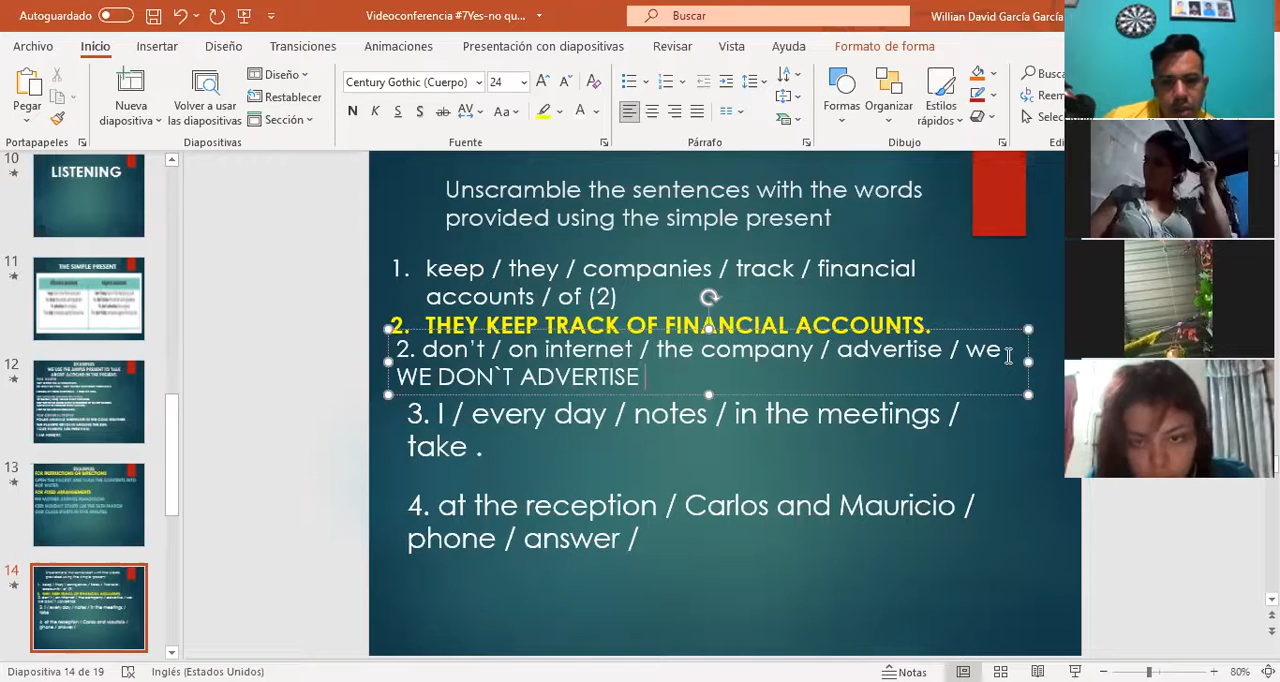 Autoguardado
Videoconferencia #7Yes-no qu...
Buscar
Willian David García García
Archivo Inicio Insertar Diseño Transiciones Animaciones Presentación con diapositivas Revisar Vista Ayuda Formato de forma
Pegar
Nueva diapositiva
Volver a usar las diapositivas
Diseño
Restablecer
Sección
Century Gothic (Cuerpo) 24
N K S S ab AV Aa A
Formas Organizar Estilos rápidos
Portapapeles Diapositivas Fuente Párrafo Dibujo
10
LISTENING
11
THE SIMPLE PRESENT
12
13
14
Unscramble the sentences with the words
provided using the simple present
1. keep / they / companies / track / financial
accounts / of (2)
2. THEY KEEP TRACK OF FINANCIAL ACCOUNTS.
2. don't / on internet / the company / advertise / we
WE DON`T ADVERTISE
3. I / every day / notes / in the meetings /
take .
4. at the reception / Carlos and Mauricio /
phone / answer /
Diapositiva 14 de 19 Inglés (Estados Unidos) Notas 80%